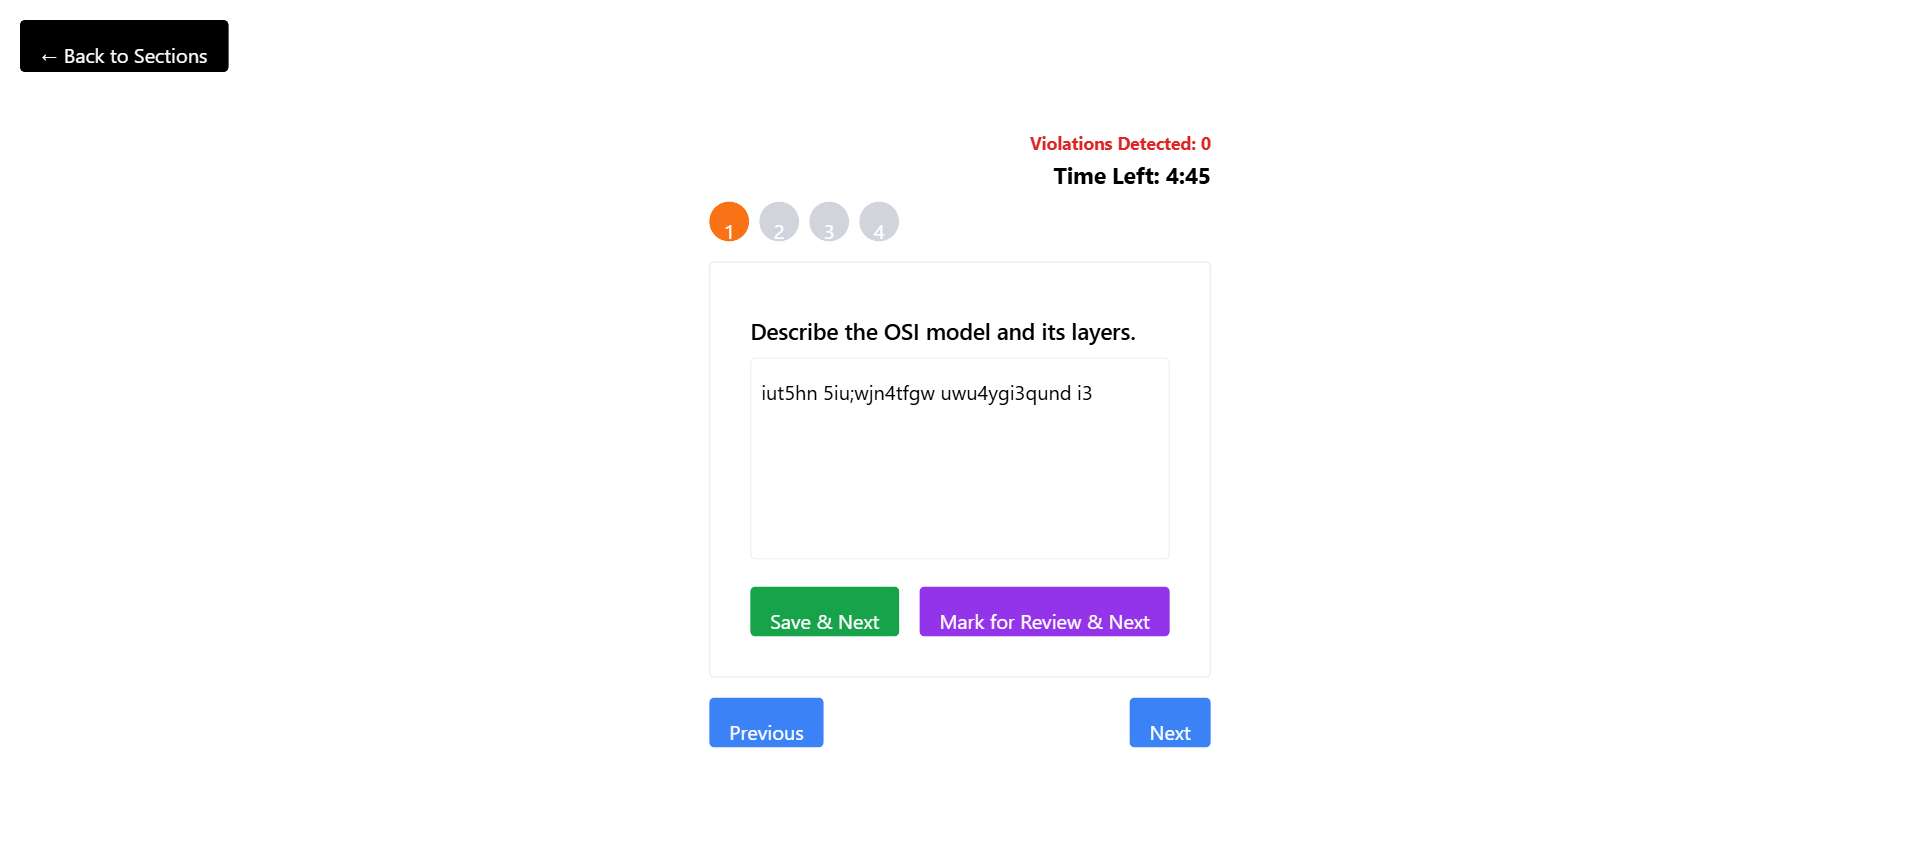 ← Back to Sections
Violations Detected: 0
Time Left: 4:45
1 2 3 4
Describe the OSI model and its layers.
iut5hn 5iu;wjn4tfgw uwu4ygi3qund i3
Save & Next Mark for Review & Next
Previous Next